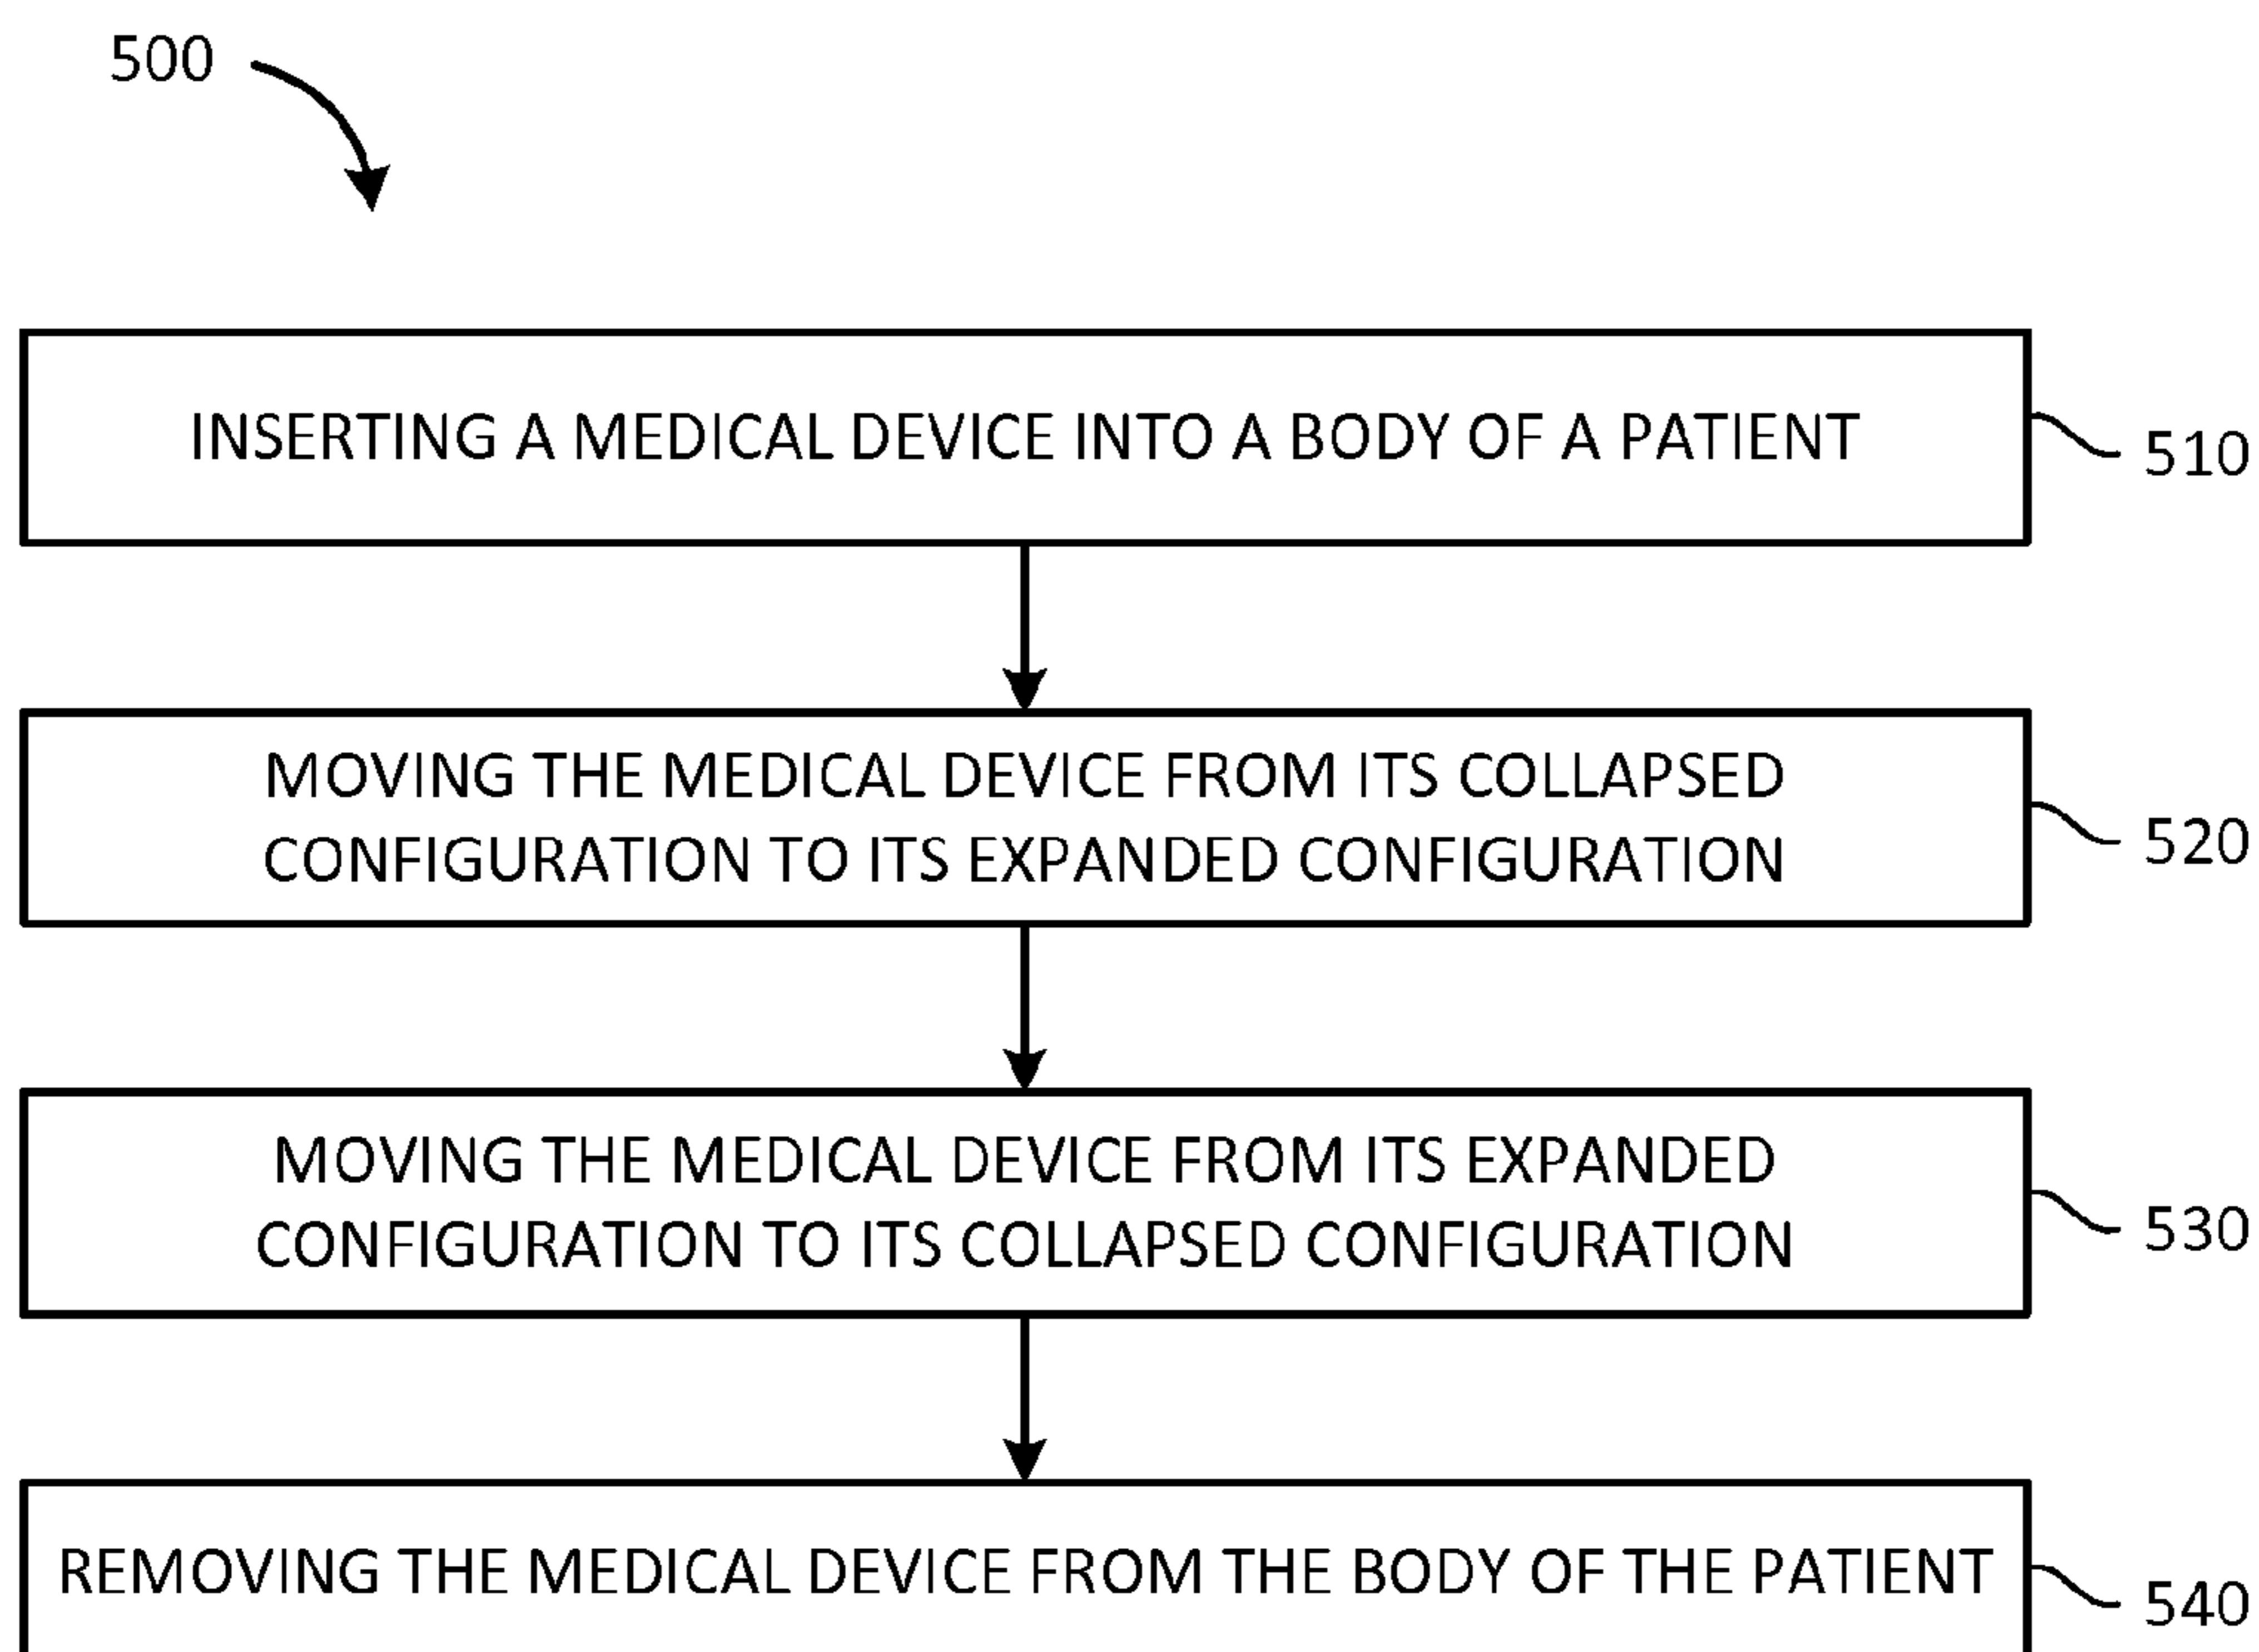 500
INSERTING A MEDICAL DEVICE INTO A BODY OF A PATIENT
510
MOVING THE MEDICAL DEVICE FROM ITS COLLAPSED
CONFIGURATION TO ITS EXPANDED CONFIGURATION
520
MOVING THE MEDICAL DEVICE FROM ITS EXPANDED
CONFIGURATION TO ITS COLLAPSED CONFIGURATION
530
REMOVING THE MEDICAL DEVICE FROM THE BODY OF THE PATIENT
540